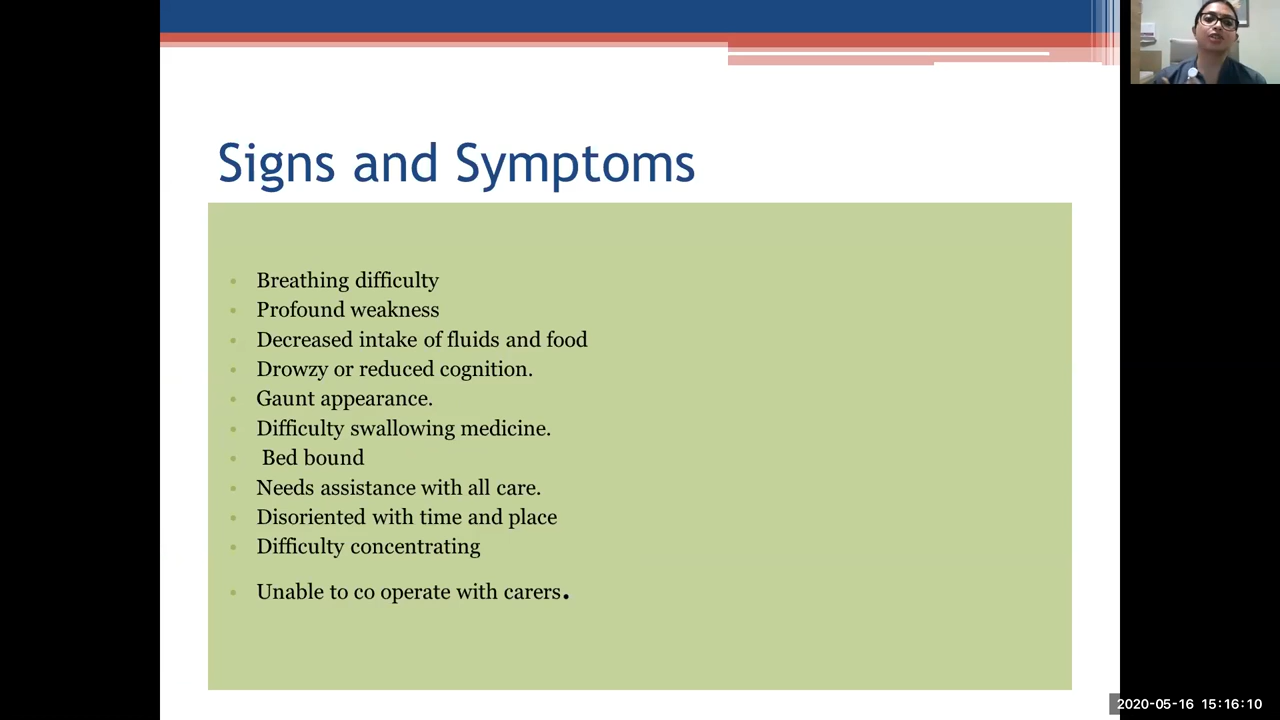 Signs and Symptoms
• Breathing difficulty
• Profound weakness
• Decreased intake of fluids and food
• Drowzy or reduced cognition.
• Gaunt appearance.
• Difficulty swallowing medicine.
• Bed bound
• Needs assistance with all care.
• Disoriented with time and place
• Difficulty concentrating
• Unable to co operate with carers.
2020-05-16 15:16:10